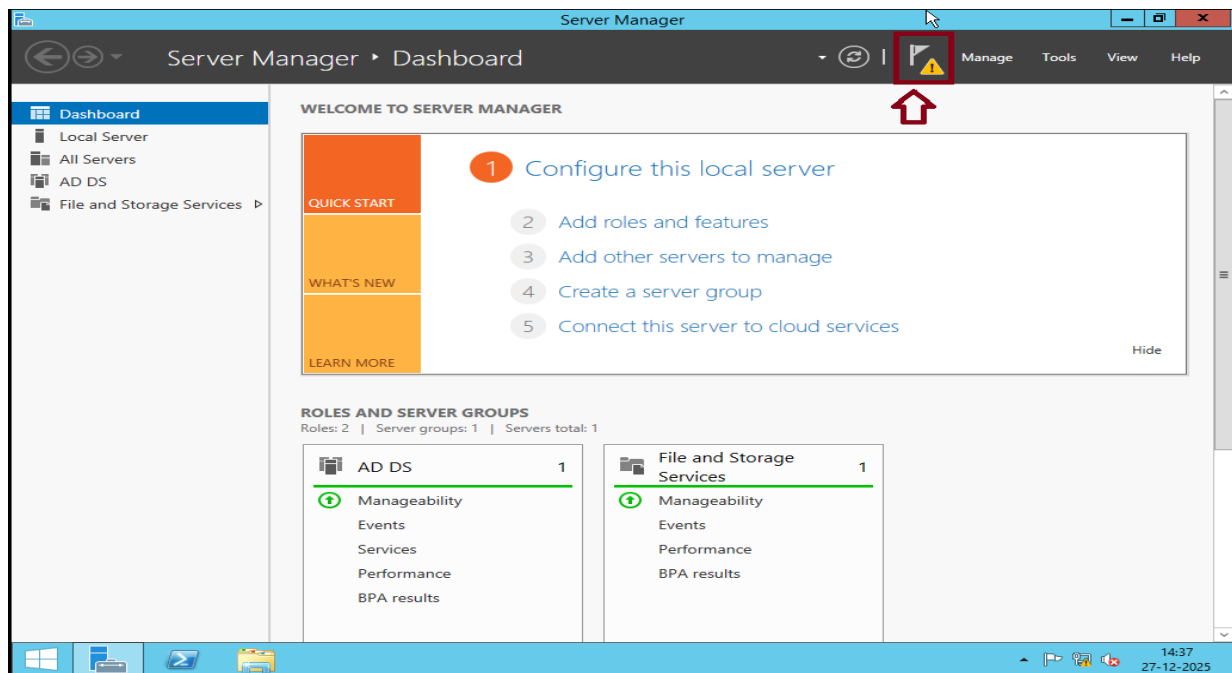 Server Manager
Server Manager ‣ Dashboard
Manage Tools View Help
Dashboard
Local Server
All Servers
AD DS
File and Storage Services
WELCOME TO SERVER MANAGER
QUICK START
WHAT'S NEW
LEARN MORE
1 Configure this local server
2 Add roles and features
3 Add other servers to manage
4 Create a server group
5 Connect this server to cloud services
Hide
ROLES AND SERVER GROUPS
Roles: 2 | Server groups: 1 | Servers total: 1
AD DS 1
Manageability
Events
Services
Performance
BPA results
File and Storage
Services 1
Manageability
Events
Performance
BPA results
14:37
27-12-2025